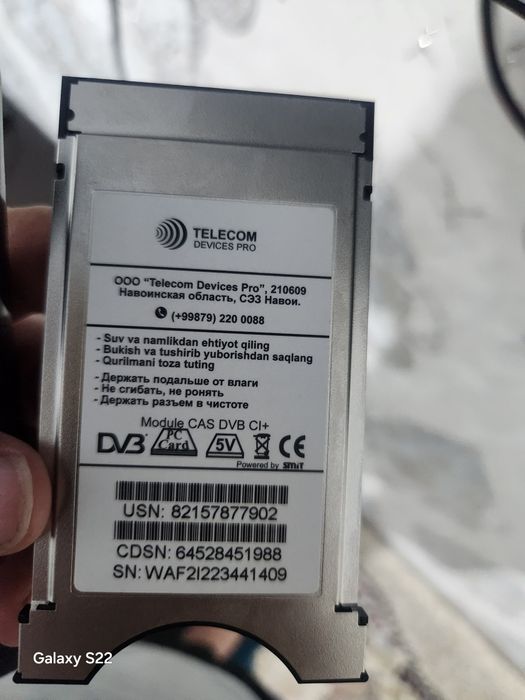 TELECOM
DEVICES PRO
ООО "Telecom Devices Pro", 210609
Навоинская область, СЭЗ Навои.
(+99879) 220 0088
- Suv va namlikdan ehtiyot qiling
- Bukish va tushirib yuborishdan saqlang
- Qurilmani toza tuting
- Держать подальше от влаги
- Не сгибать, не ронять
- Держать разъем в чистоте
Module CAS DVB CI+
DVB PC Card 5V CE
Powered by SMiT
USN: 82157877902
CDSN: 64528451988
SN: WAF2I223441409
Galaxy S22